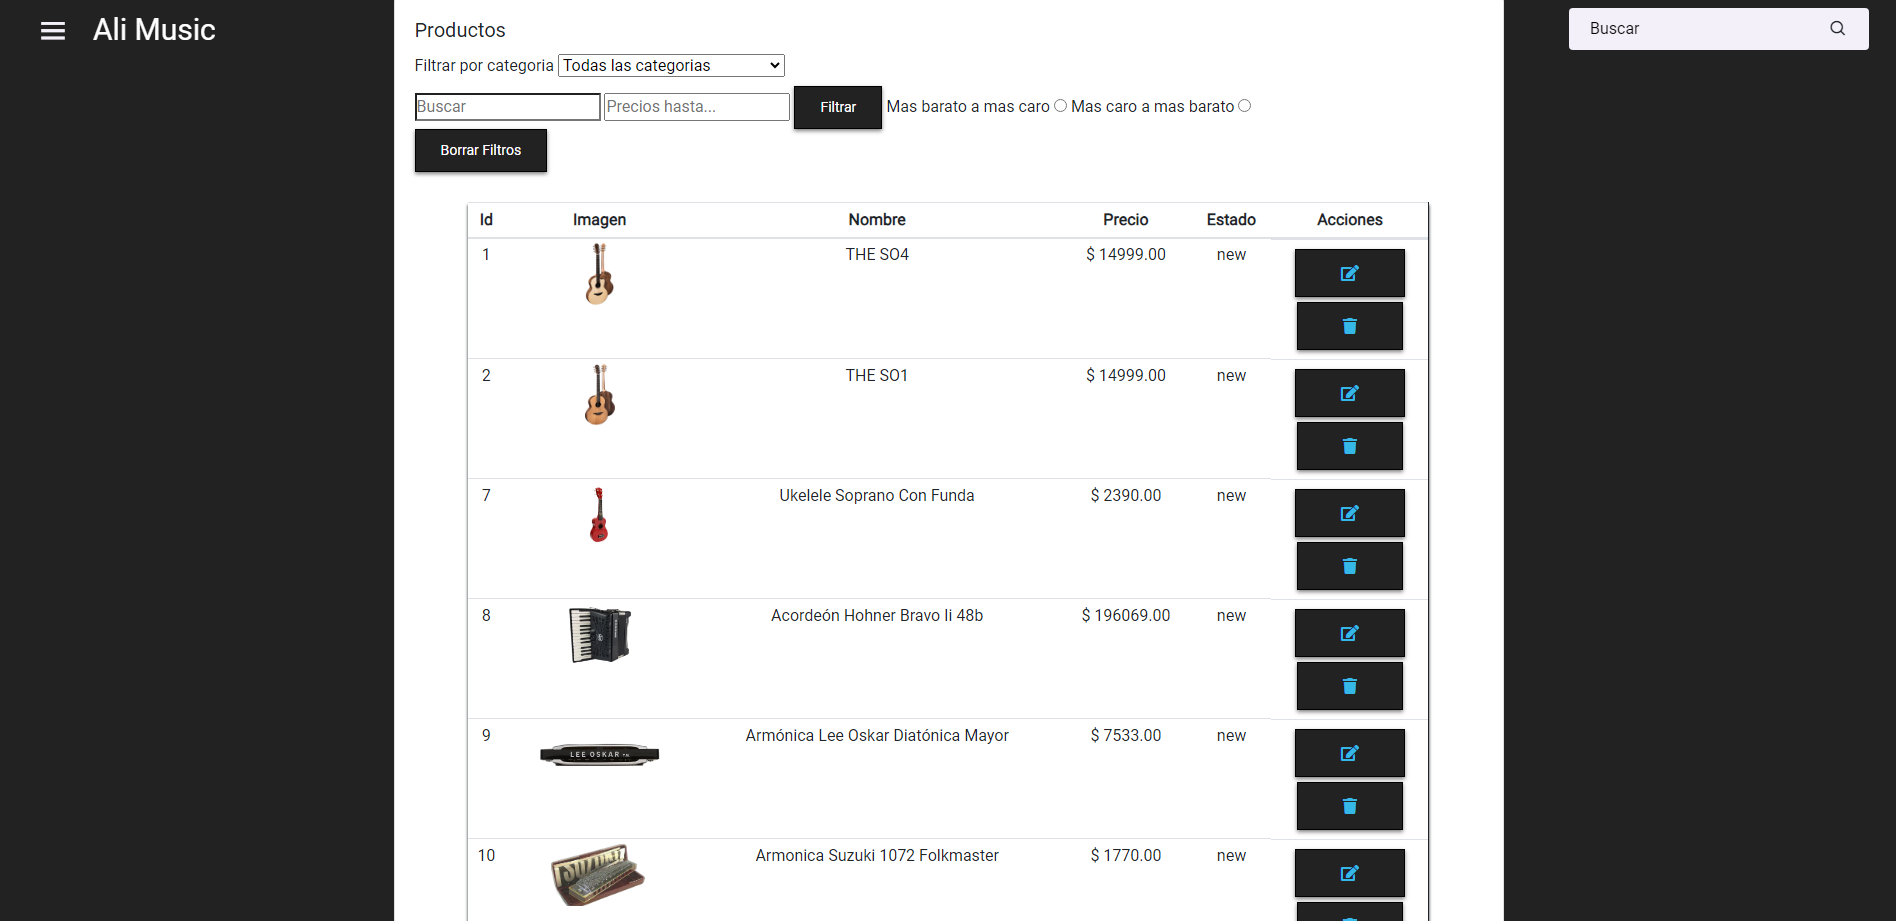 Ali Music
Buscar
Productos
Filtrar por categoria Todas las categorias
Buscar Precios hasta... Filtrar Mas barato a mas caro Mas caro a mas barato
Borrar Filtros
Id Imagen Nombre Precio Estado Acciones
1 THE SO4 $ 14999.00 new
2 THE SO1 $ 14999.00 new
7 Ukelele Soprano Con Funda $ 2390.00 new
8 Acordeón Hohner Bravo Ii 48b $ 196069.00 new
9 Armónica Lee Oskar Diatónica Mayor $ 7533.00 new
LEE OSKAR
10 Armonica Suzuki 1072 Folkmaster $ 1770.00 new